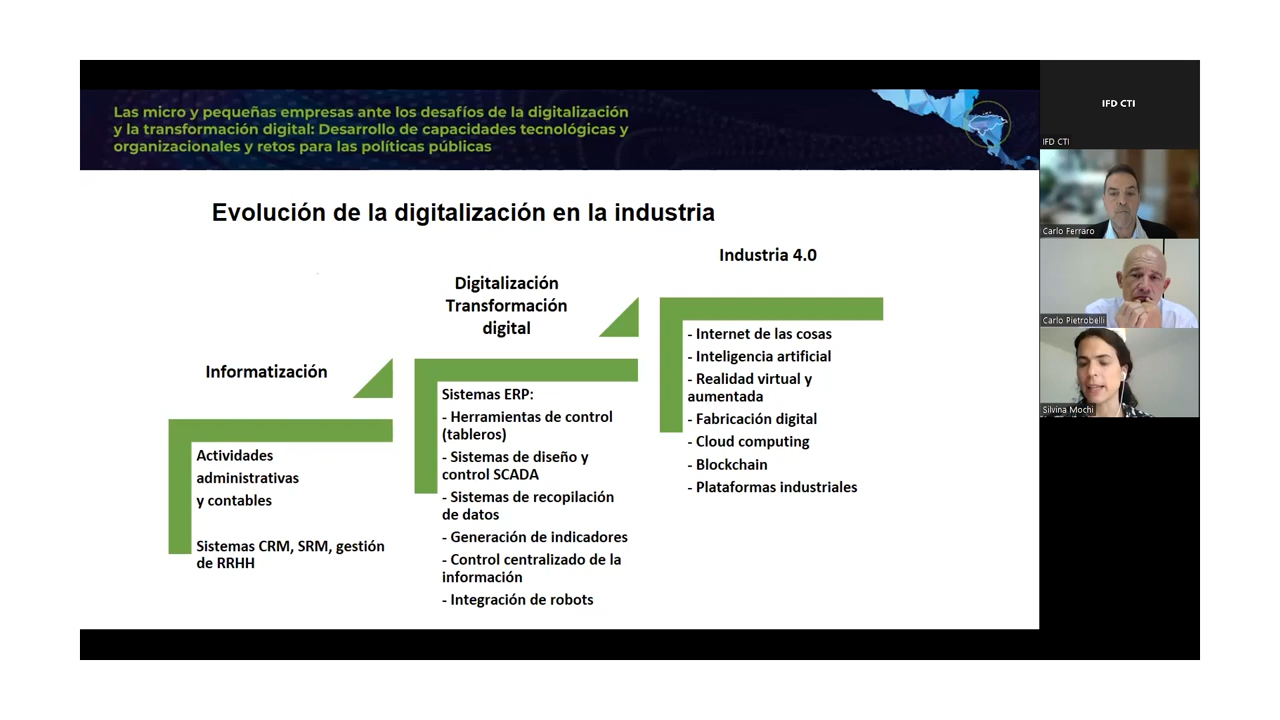 Las micro y pequeñas empresas ante los desafíos de la digitalización
y la transformación digital: Desarrollo de capacidades tecnológicas y
organizacionales y retos para las políticas públicas
Evolución de la digitalización en la industria
Informatización
Actividades
administrativas
y contables
Sistemas CRM, SRM, gestión
de RRHH
Digitalización
Transformación
digital
Sistemas ERP:
- Herramientas de control
(tableros)
- Sistemas de diseño y
control SCADA
- Sistemas de recopilación
de datos
- Generación de indicadores
- Control centralizado de la
información
- Integración de robots
Industria 4.0
- Internet de las cosas
- Inteligencia artificial
- Realidad virtual y
aumentada
- Fabricación digital
- Cloud computing
- Blockchain
- Plataformas industriales
IFD CTI
IFD CTI
Carlo Ferraro
Carlo Pietrobelli
Silvina Mochi